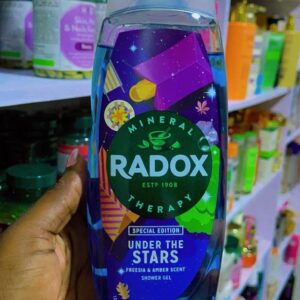 MINERAL
RADOX
ESTD 1908
THERAPY
SPECIAL EDITION
UNDER THE
STARS
FREESIA & AMBER SCENT
SHOWER GEL